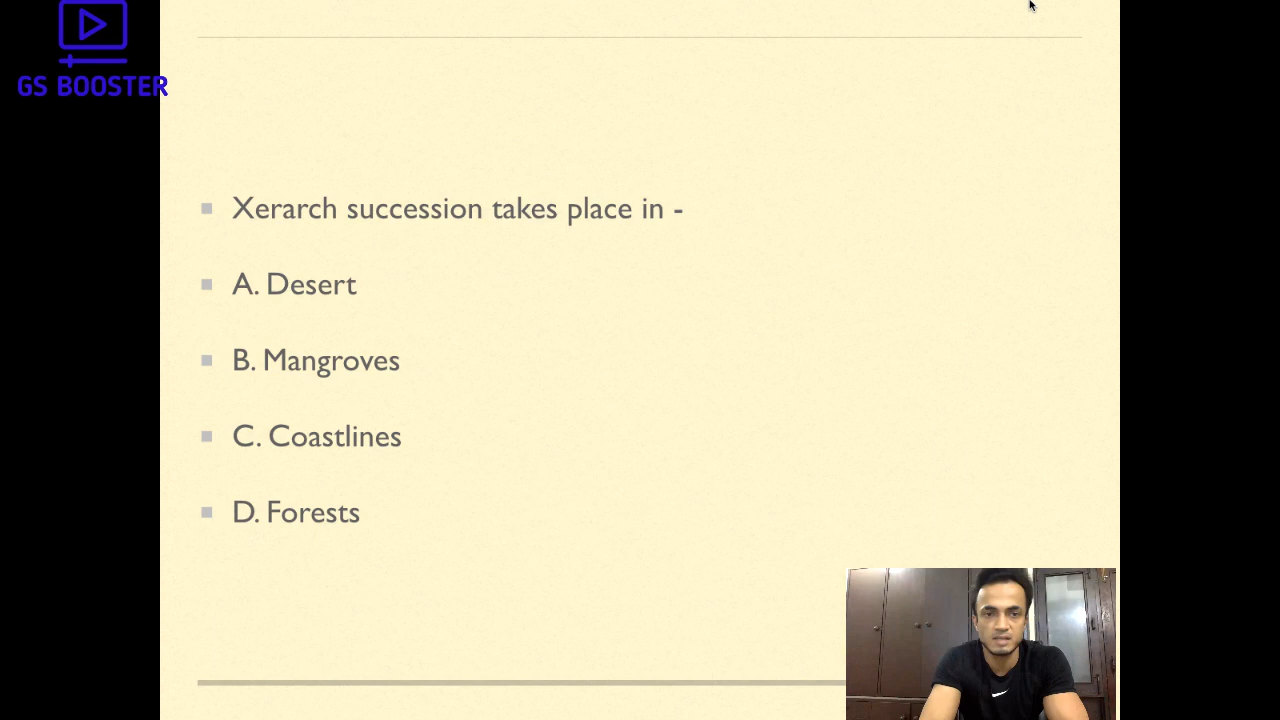 GS BOOSTER
Xerarch succession takes place in -
A. Desert
B. Mangroves
C. Coastlines
D. Forests